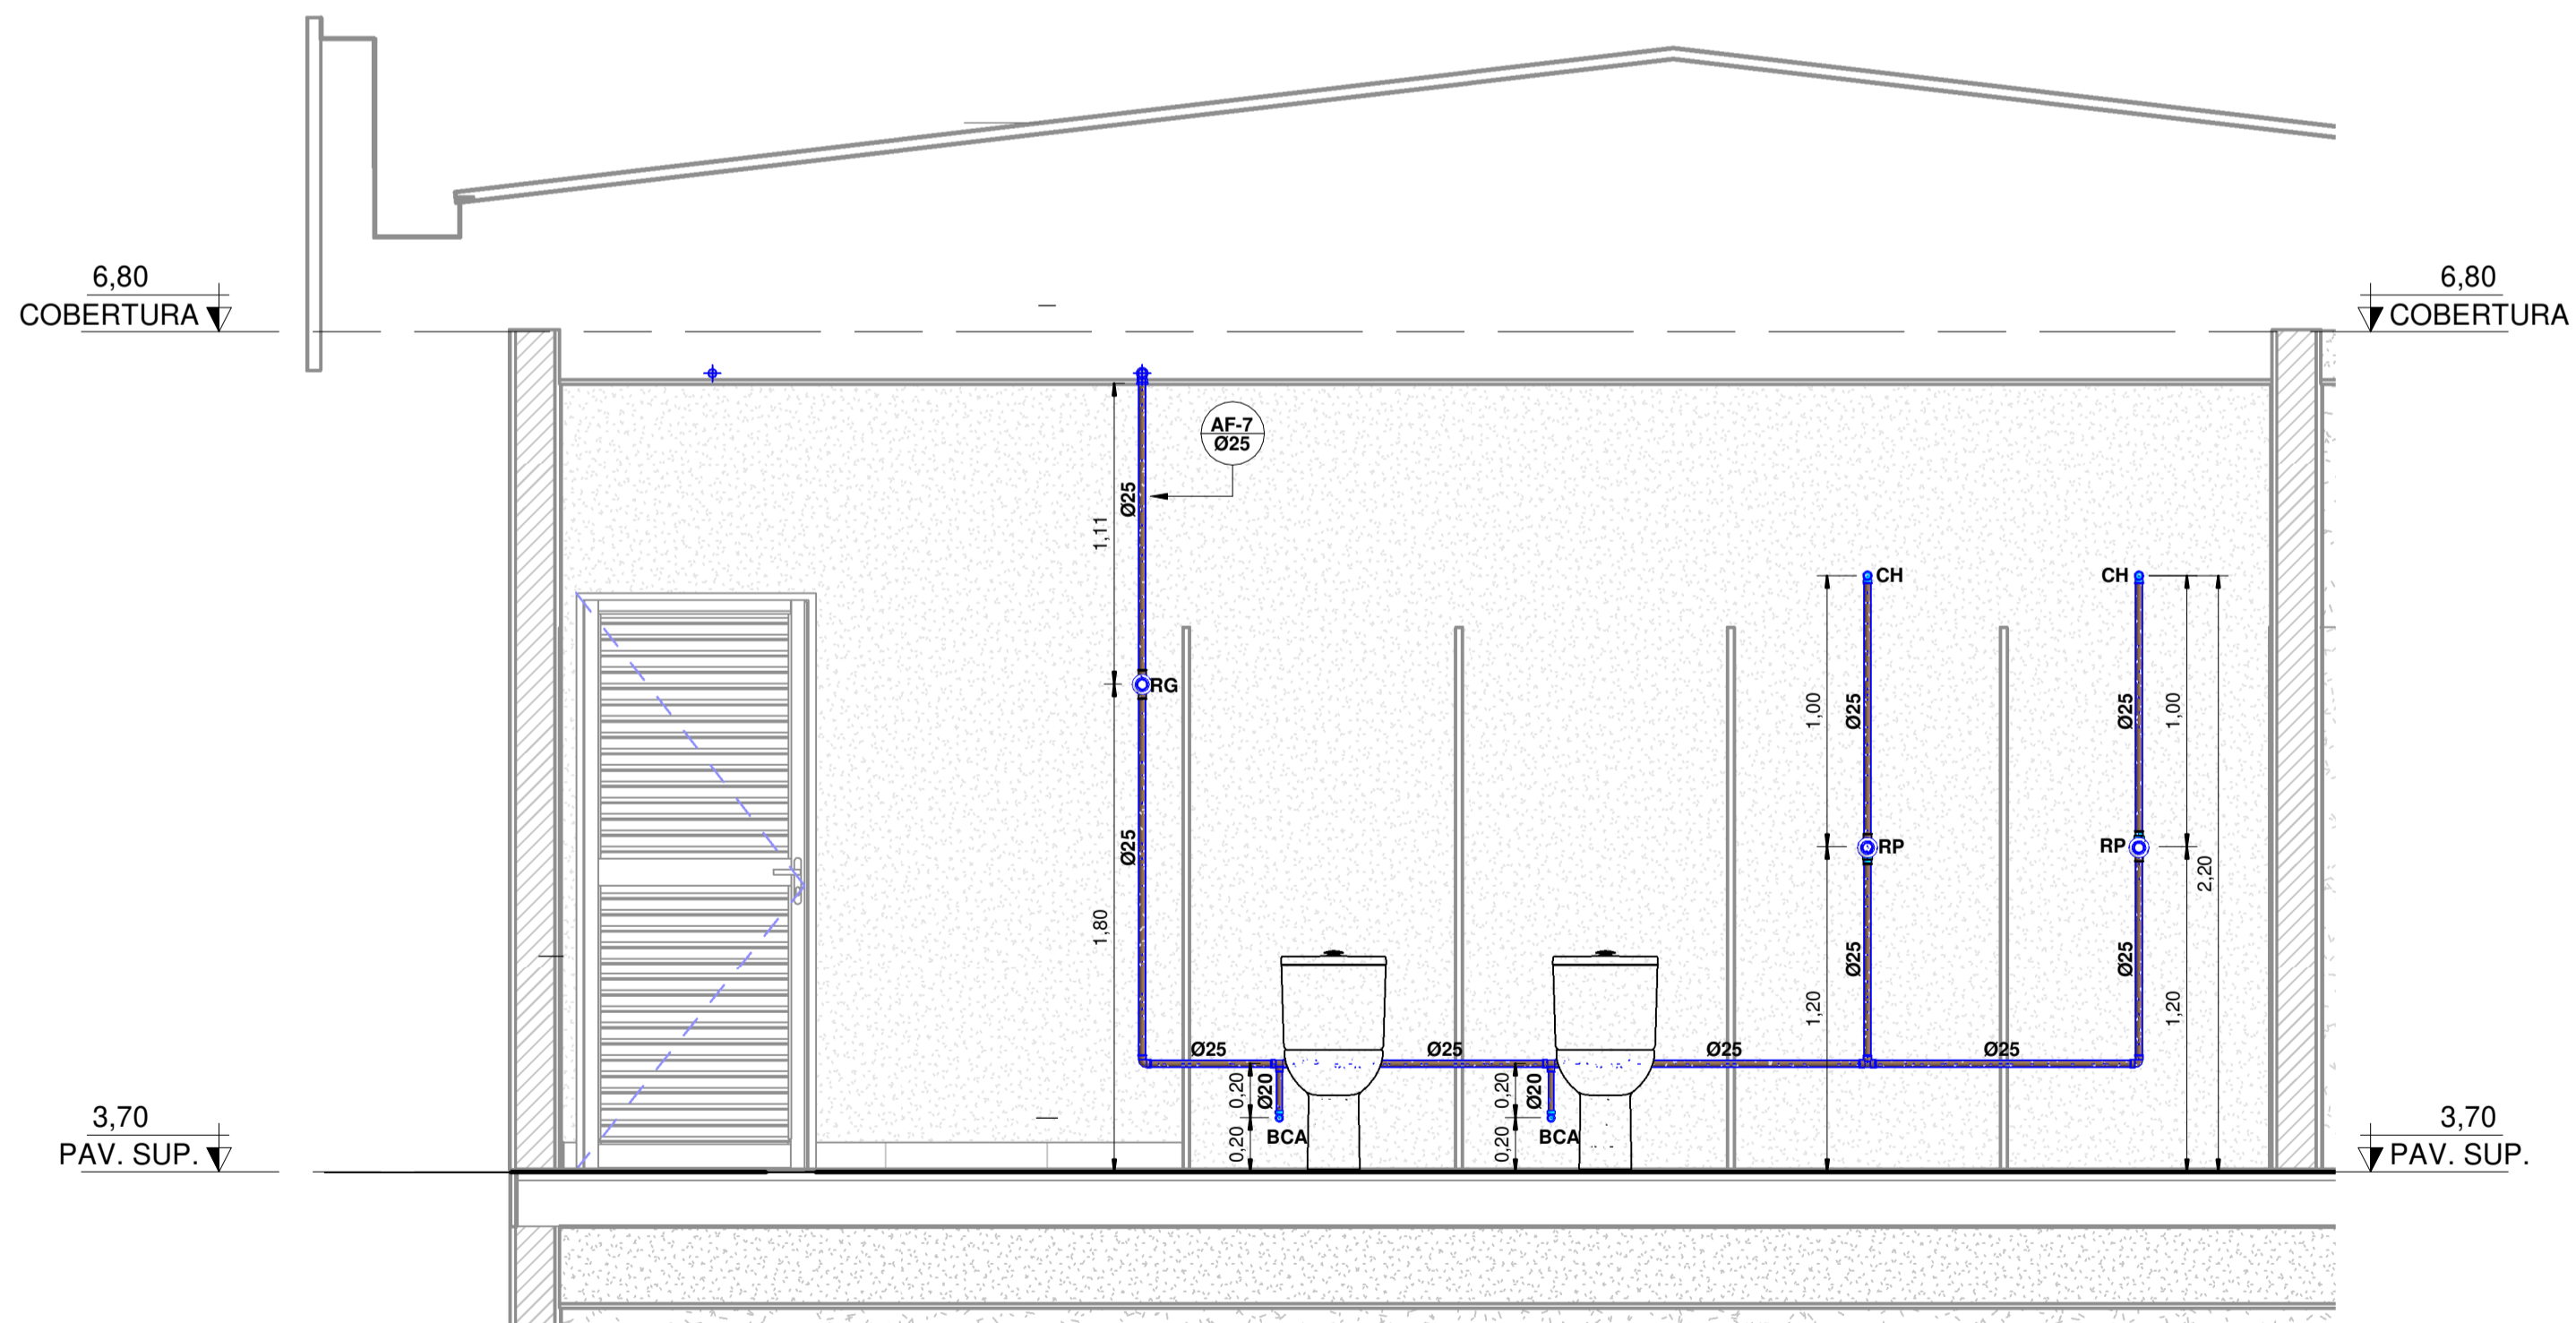 6,80
COBERTURA
6,80
COBERTURA
AF-7
Ø25
Ø25
1,11
CH
CH
RG
1,00
Ø25
Ø25
1,00
Ø25
RP
RP
2,20
1,80
Ø25
Ø25
1,20
1,20
Ø25
Ø25
Ø25
Ø25
0,20
Ø20
0,20
Ø20
0,20
BCA
0,20
BCA
3,70
PAV. SUP.
3,70
PAV. SUP.